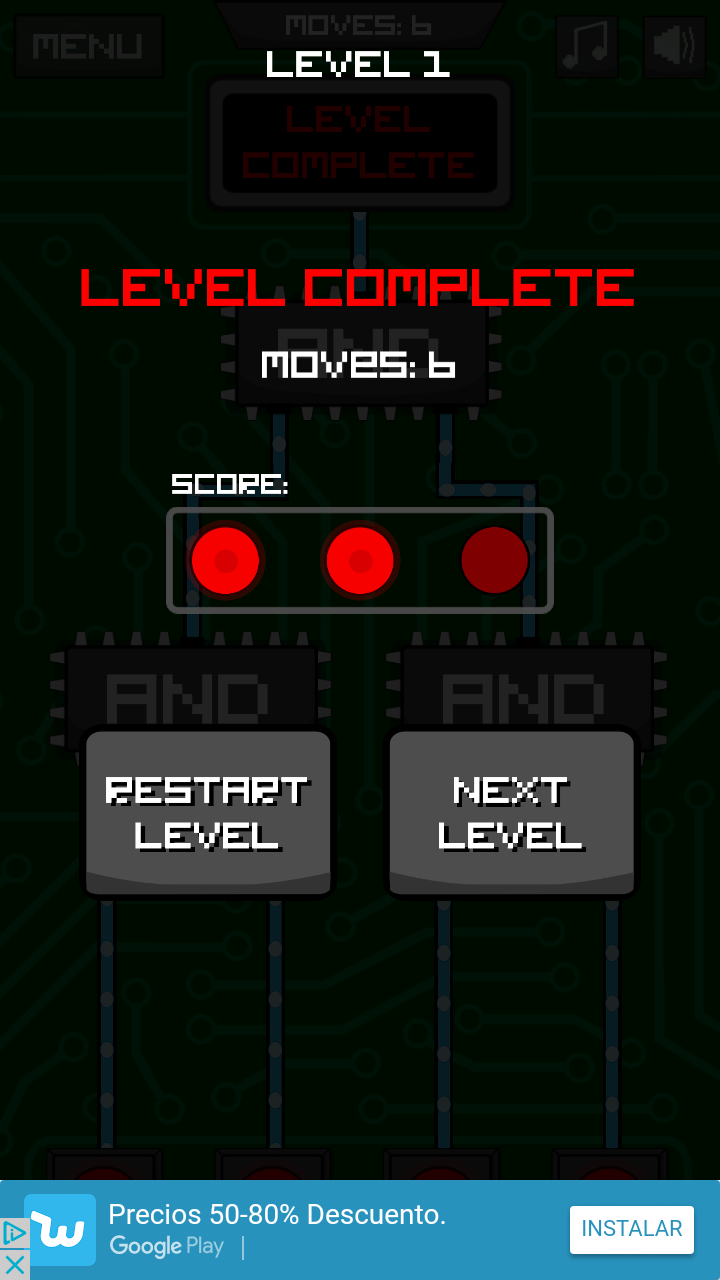 MENU
MOVES: 6
LEVEL 1
LEVEL
COMPLETE
LEVEL COMPLETE
AND
MOVES: 6
SCORE:
AND AND
RESTART
LEVEL
NEXT
LEVEL
Precios 50-80% Descuento.
Google Play
INSTALAR